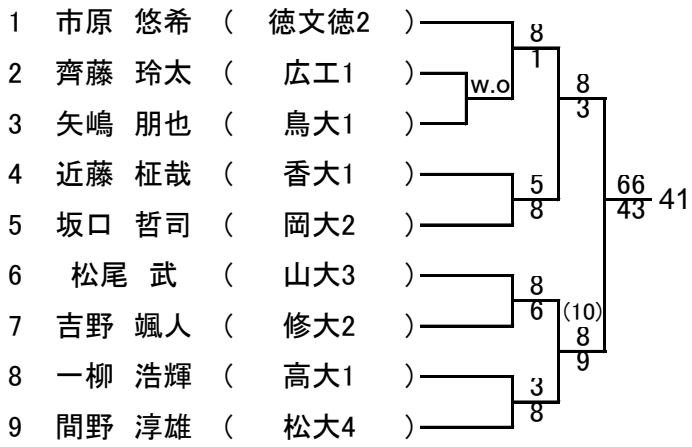 1 市原 悠希 ( 徳文徳2 )
8
1
2 齊藤 玲太 ( 広工1 )
w.o
8
3
3 矢嶋 朋也 ( 鳥大1 )
4 近藤 柾哉 ( 香大1 )
5
8
66
43
41
5 坂口 哲司 ( 岡大2 )
6 松尾 武 ( 山大3 )
8
6
(10)
8
9
7 吉野 颯人 ( 修大2 )
8 一柳 浩輝 ( 高大1 )
3
8
9 間野 淳雄 ( 松大4 )